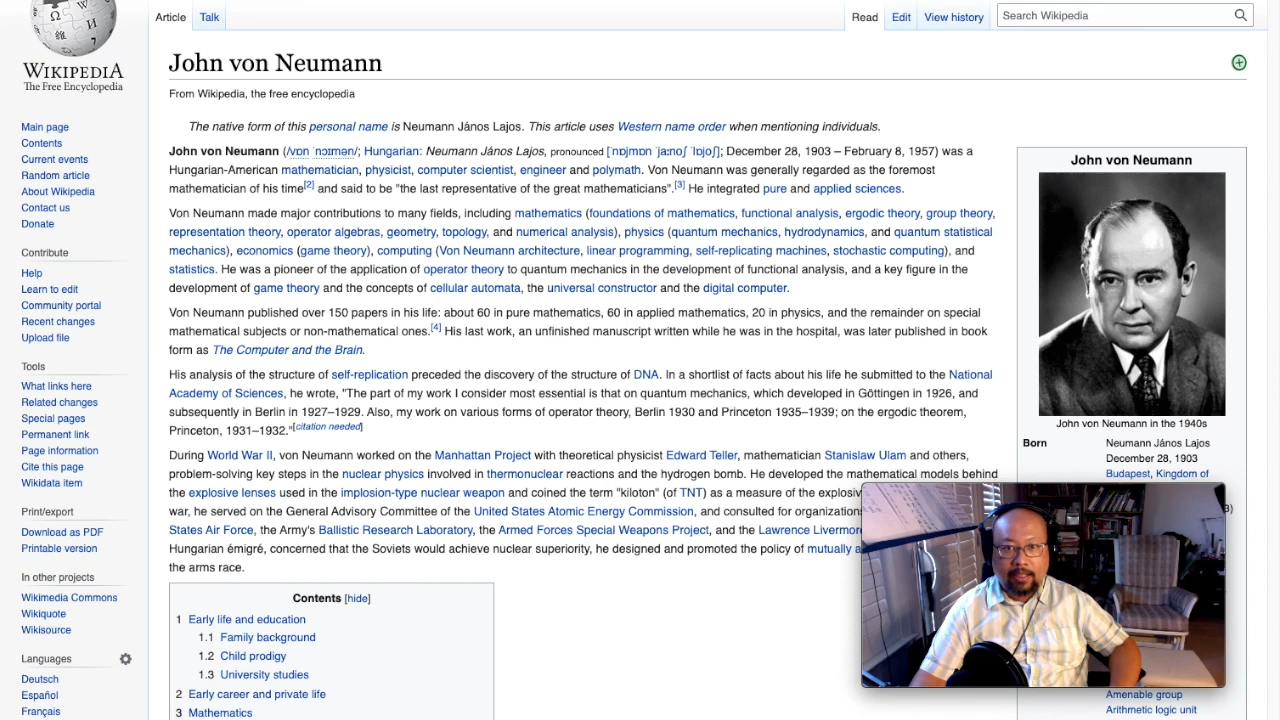 Article
Talk
Read
Edit
View history
Search Wikipedia
WIKIPEDIA
The Free Encyclopedia
Main page
Contents
Current events
Random article
About Wikipedia
Contact us
Donate
Contribute
Help
Learn to edit
Community portal
Recent changes
Upload file
Tools
What links here
Related changes
Special pages
Permanent link
Page information
Cite this page
Wikidata item
Print/export
Download as PDF
Printable version
In other projects
Wikimedia Commons
Wikiquote
Wikisource
Languages
Deutsch
Español
Français
John von Neumann
From Wikipedia, the free encyclopedia
The native form of this personal name is Neumann János Lajos. This article uses Western name order when mentioning individuals.
John von Neumann (/vɒn ˈnɔɪmən/; Hungarian: Neumann János Lajos, pronounced [ˈnɒjmɒn ˈjaːnoʃ ˈlɒjoʃ]; December 28, 1903 – February 8, 1957) was a
Hungarian-American mathematician, physicist, computer scientist, engineer and polymath. Von Neumann was generally regarded as the foremost
mathematician of his time[2] and said to be "the last representative of the great mathematicians".[3] He integrated pure and applied sciences.
Von Neumann made major contributions to many fields, including mathematics (foundations of mathematics, functional analysis, ergodic theory, group theory,
representation theory, operator algebras, geometry, topology, and numerical analysis), physics (quantum mechanics, hydrodynamics, and quantum statistical
mechanics), economics (game theory), computing (Von Neumann architecture, linear programming, self-replicating machines, stochastic computing), and
statistics. He was a pioneer of the application of operator theory to quantum mechanics in the development of functional analysis, and a key figure in the
development of game theory and the concepts of cellular automata, the universal constructor and the digital computer.
Von Neumann published over 150 papers in his life: about 60 in pure mathematics, 60 in applied mathematics, 20 in physics, and the remainder on special
mathematical subjects or non-mathematical ones.[4] His last work, an unfinished manuscript written while he was in the hospital, was later published in book
form as The Computer and the Brain.
His analysis of the structure of self-replication preceded the discovery of the structure of DNA. In a shortlist of facts about his life he submitted to the National
Academy of Sciences, he wrote, "The part of my work I consider most essential is that on quantum mechanics, which developed in Göttingen in 1926, and
subsequently in Berlin in 1927–1929. Also, my work on various forms of operator theory, Berlin 1930 and Princeton 1935–1939; on the ergodic theorem,
Princeton, 1931–1932."[citation needed]
During World War II, von Neumann worked on the Manhattan Project with theoretical physicist Edward Teller, mathematician Stanislaw Ulam and others,
problem-solving key steps in the nuclear physics involved in thermonuclear reactions and the hydrogen bomb. He developed the mathematical models behind
the explosive lenses used in the implosion-type nuclear weapon and coined the term "kiloton" (of TNT) as a measure of the explosiv
war, he served on the General Advisory Committee of the United States Atomic Energy Commission, and consulted for organization
States Air Force, the Army's Ballistic Research Laboratory, the Armed Forces Special Weapons Project, and the Lawrence Livermor
Hungarian émigré, concerned that the Soviets would achieve nuclear superiority, he designed and promoted the policy of mutually a
the arms race.
Contents [hide]
1 Early life and education
1.1 Family background
1.2 Child prodigy
1.3 University studies
2 Early career and private life
3 Mathematics
John von Neumann
John von Neumann in the 1940s
Born
Neumann János Lajos
December 28, 1903
Budapest, Kingdom of
3)
Amenable group
Arithmetic logic unit